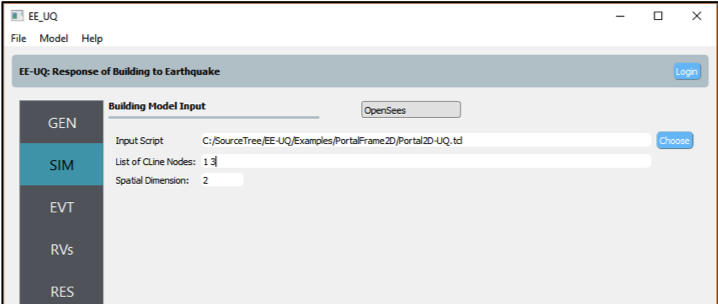 EE_UQ
File Model Help
EE-UQ: Response of Building to Earthquake
Login
GEN
SIM
EVT
RVs
RES
Building Model Input
OpenSees
Input Script C:/SourceTree/EE-UQ/Examples/PortalFrame2D/Portal2D-UQ.tcl Choose
List of CLine Nodes: 1 3
Spatial Dimension: 2